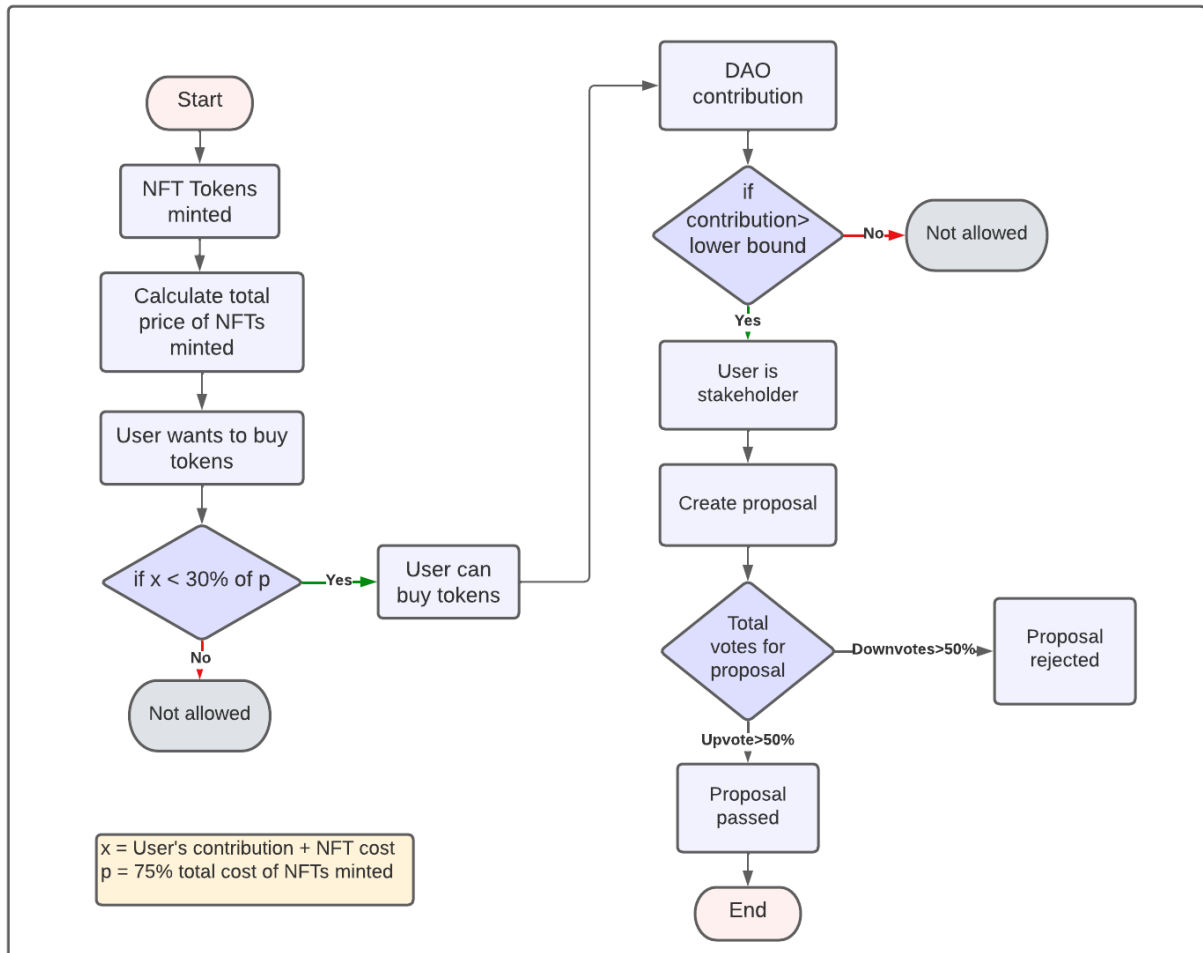 Start
NFT Tokens
minted
Calculate total
price of NFTs
minted
User wants to buy
tokens
if x < 30% of p
Yes
User can
buy tokens
No
Not allowed
x = User's contribution + NFT cost
p = 75% total cost of NFTs minted
DAO
contribution
if
contribution>
lower bound
No
Not allowed
Yes
User is
stakeholder
Create proposal
Total
votes for
proposal
Downvotes>50%
Proposal
rejected
Upvote>50%
Proposal
passed
End